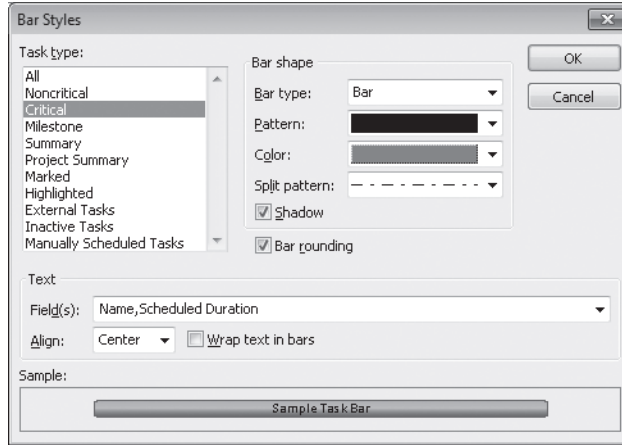 Bar Styles
Task type:
All
Noncritical
Critical
Milestone
Summary
Project Summary
Marked
Highlighted
External Tasks
Inactive Tasks
Manually Scheduled Tasks
Bar shape
Bar type: Bar
Pattern:
Color:
Split pattern:
Shadow
Bar rounding
OK
Cancel
Text
Field(s): Name,Scheduled Duration
Align: Center Wrap text in bars
Sample:
Sample Task Bar